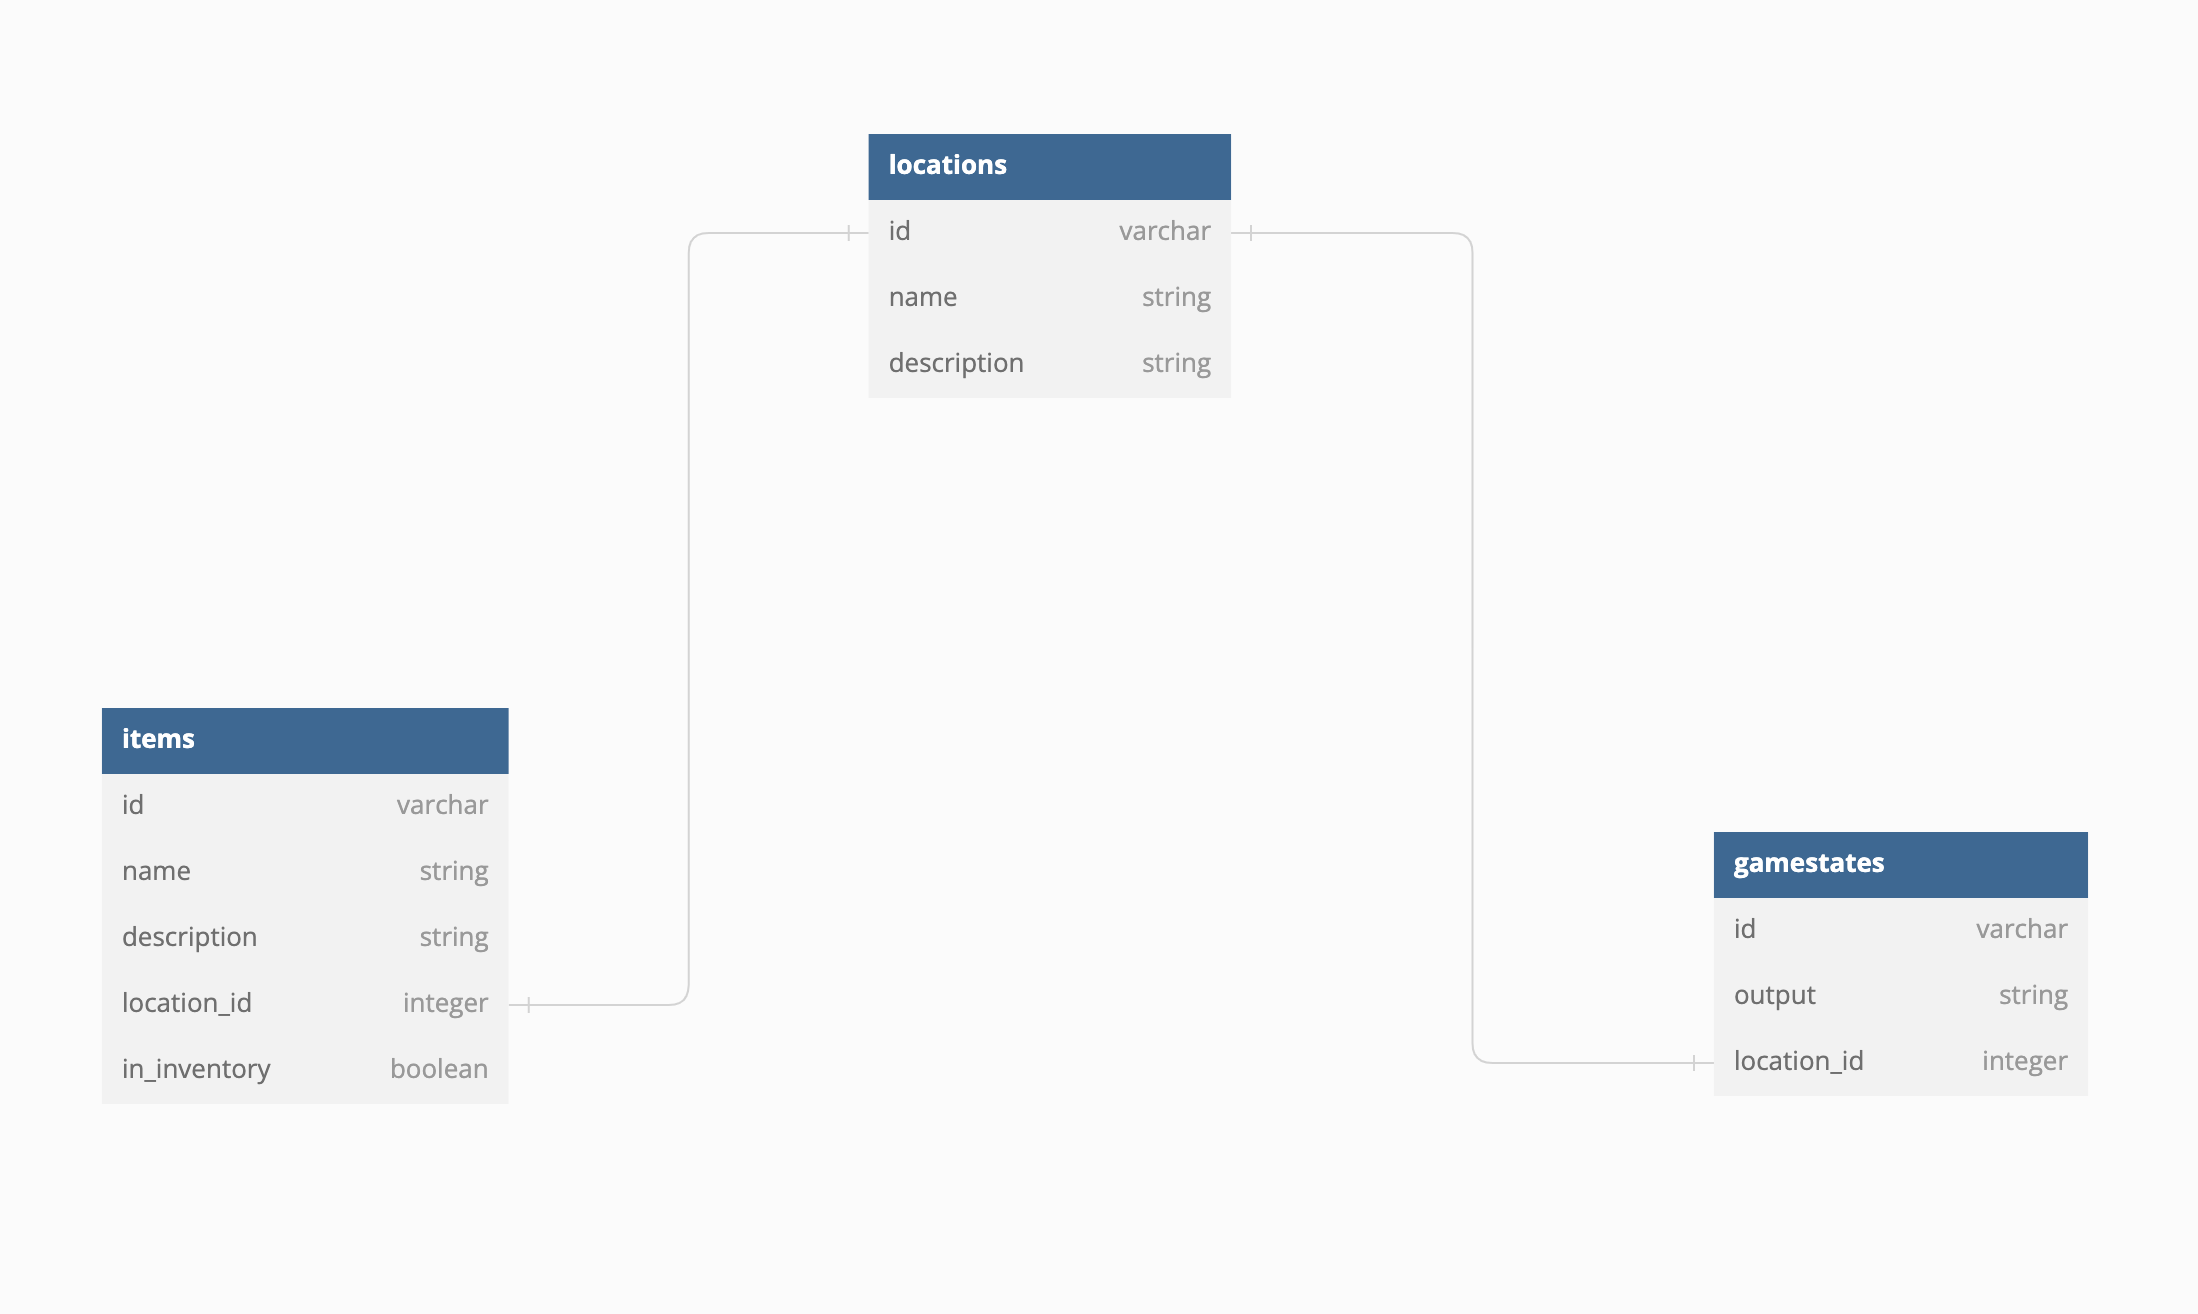 locations
id varchar
name string
description string
items
id varchar
name string
description string
location_id integer
in_inventory boolean
gamestates
id varchar
output string
location_id integer